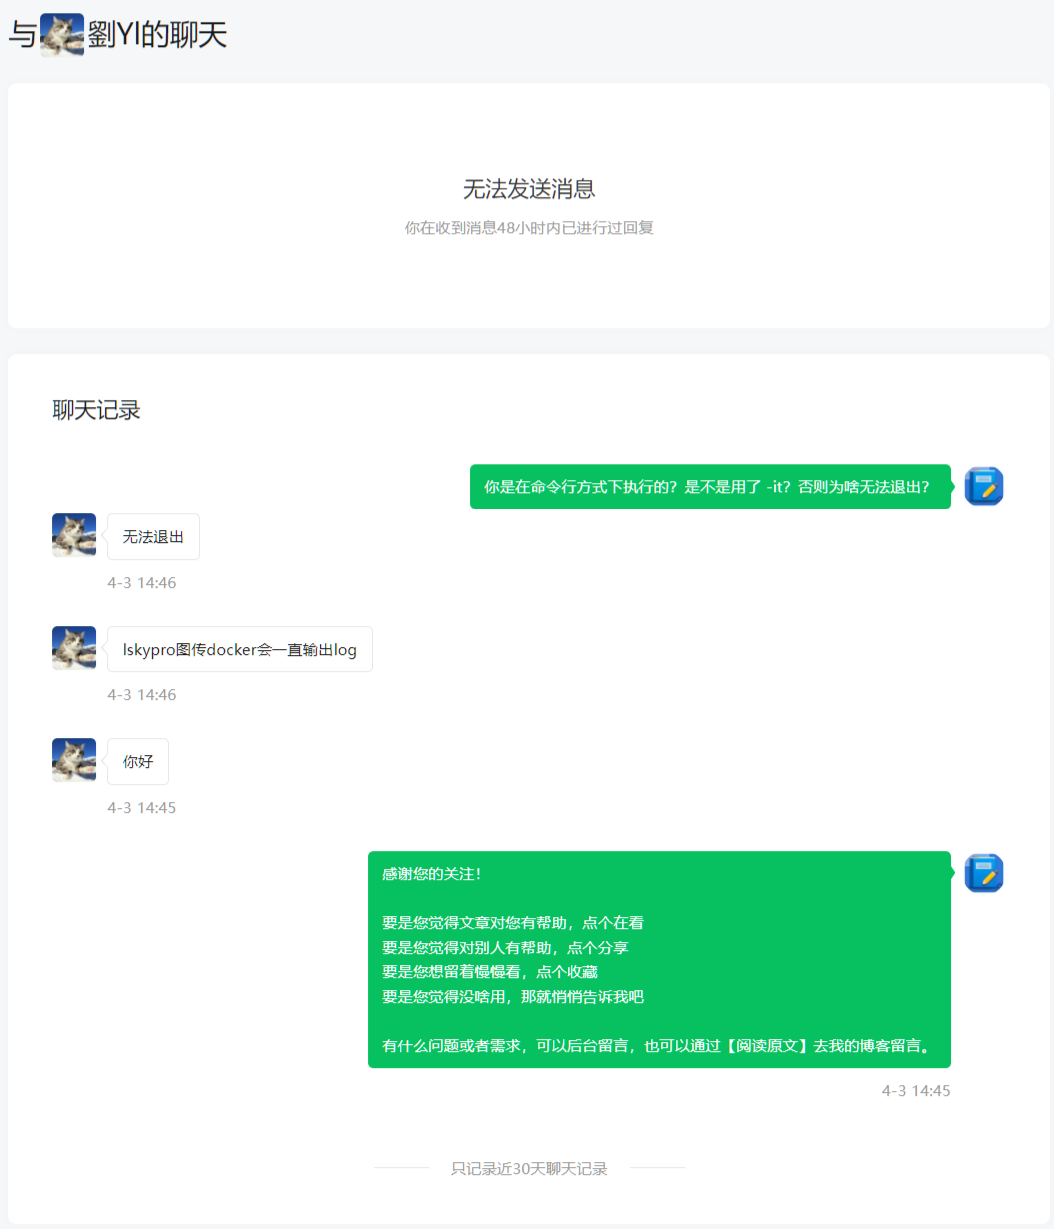 与劉YI的聊天
无法发送消息
你在收到消息48小时内已进行过回复
聊天记录
你是在命令行方式下执行的？是不是用了 -it？否则为啥无法退出？
无法退出
4-3 14:46
lskypro图传docker会一直输出log
4-3 14:46
你好
4-3 14:45
感谢您的关注！
要是您觉得文章对您有帮助，点个在看
要是您觉得对别人有帮助，点个分享
要是您想留着慢慢看，点个收藏
要是您觉得没啥用，那就悄悄告诉我吧
有什么问题或者需求，可以后台留言，也可以通过【阅读原文】去我的博客留言。
4-3 14:45
只记录近30天聊天记录